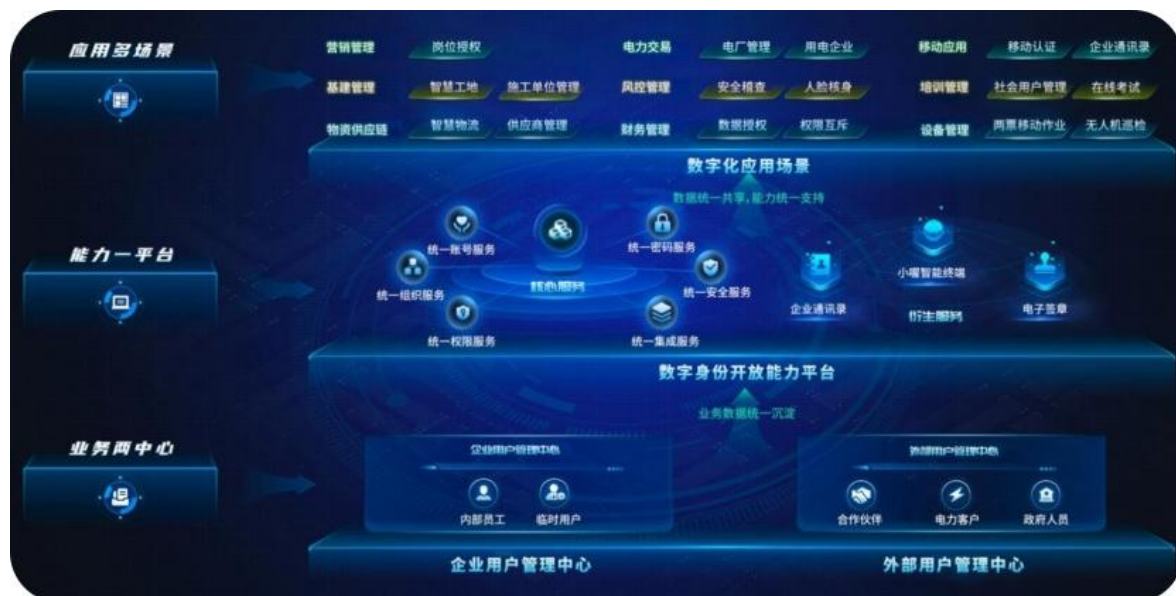 应用多场景
营销管理 岗位授权 电力交易 电厂管理 用电企业 移动应用 移动认证 企业通讯录
基建管理 智慧工地 施工单位管理 风控管理 安全稽查 人脸核身 培训管理 社会用户管理 在线考试
物资供应链 智慧物流 供应商管理 财务管理 数据授权 权限互斥 设备管理 两票移动作业 无人机巡检
数字化应用场景
数据统一共享,能力统一支持
能力一平台
统一账号服务
统一组织服务
统一权限服务
核心服务
统一密码服务
统一安全服务
统一集成服务
企业通讯录
小喔智能终端
衍生服务
电子签章
数字身份开放能力平台
业务数据统一沉淀
业务两中心
企业用户管理中心
内部员工 临时用户
外部用户管理中心
合作伙伴 电力客户 政府人员
企业用户管理中心
外部用户管理中心